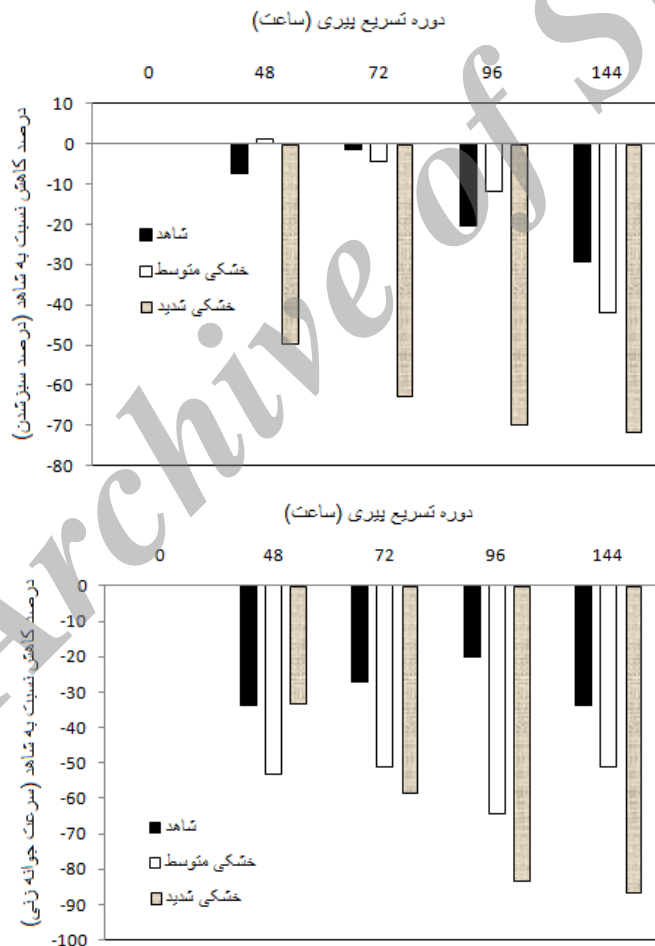 دوره تسریع پیری (ساعت)
0 48 72 96 144
درصد کاهش نسبت به شاهد (درصد سبزشدن)
10
0
-10
-20
-30
-40
-50
-60
-70
-80
شاهد
خشکی متوسط
خشکی شدید
دوره تسریع پیری (ساعت)
0 48 72 96 144
درصد کاهش نسبت به شاهد (سرعت جوانه زنی)
0
-10
-20
-30
-40
-50
-60
-70
-80
-90
-100
شاهد
خشکی متوسط
خشکی شدید
Archive of S